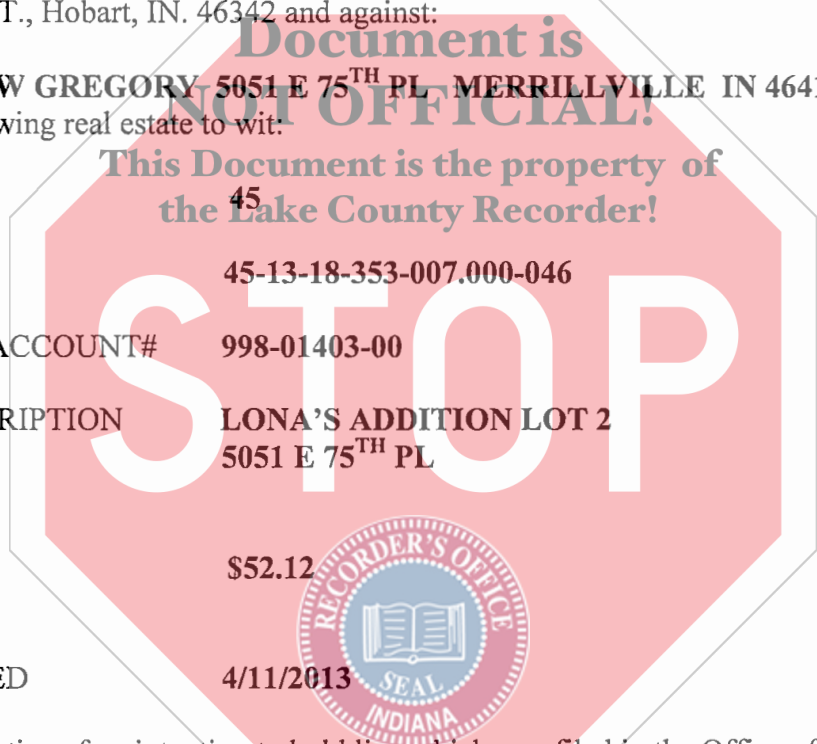 T., Hobart, IN. 46342 and against:
Document is
W GREGORY 5051 E 75TH PL MERRILLVILLE IN 4641
NOT OFFICIAL!
wing real estate to wit:
This Document is the property of
45
the Lake County Recorder!
45-13-18-353-007.000-046
STOP
ACCOUNT# 998-01403-00
RIPTION LONA'S ADDITION LOT 2
5051 E 75TH PL
$52.12
RECORDER'S OFFICE
SEAL
INDIANA
ED 4/11/2013